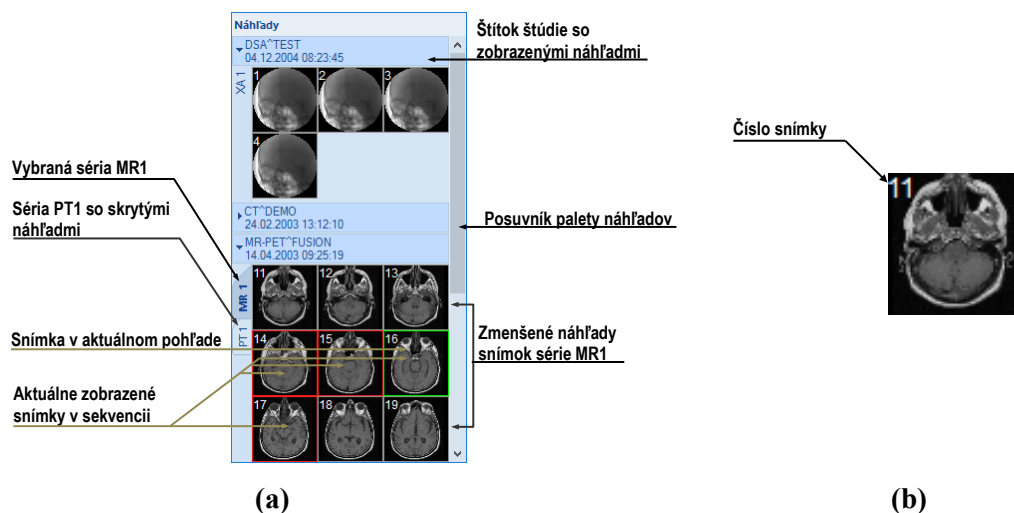 Náhľady
DSA^TEST
04.12.2004 08:23:45
XA 1
1
2
3
4
CT^DEMO
24.02.2003 13:12:10
MR-PET^FUSION
14.04.2003 09:25:19
MR 1
PT 1
11
12
13
14
15
16
17
18
19
Štítok štúdie so
zobrazenými náhľadmi
Vybraná séria MR1
Séria PT1 so skrytými
náhľadmi
Posuvník palety náhľadov
Snímka v aktuálnom pohľade
Zmenšené náhľady
snímok série MR1
Aktuálne zobrazené
snímky v sekvencii
(a)
Číslo snímky
11
(b)